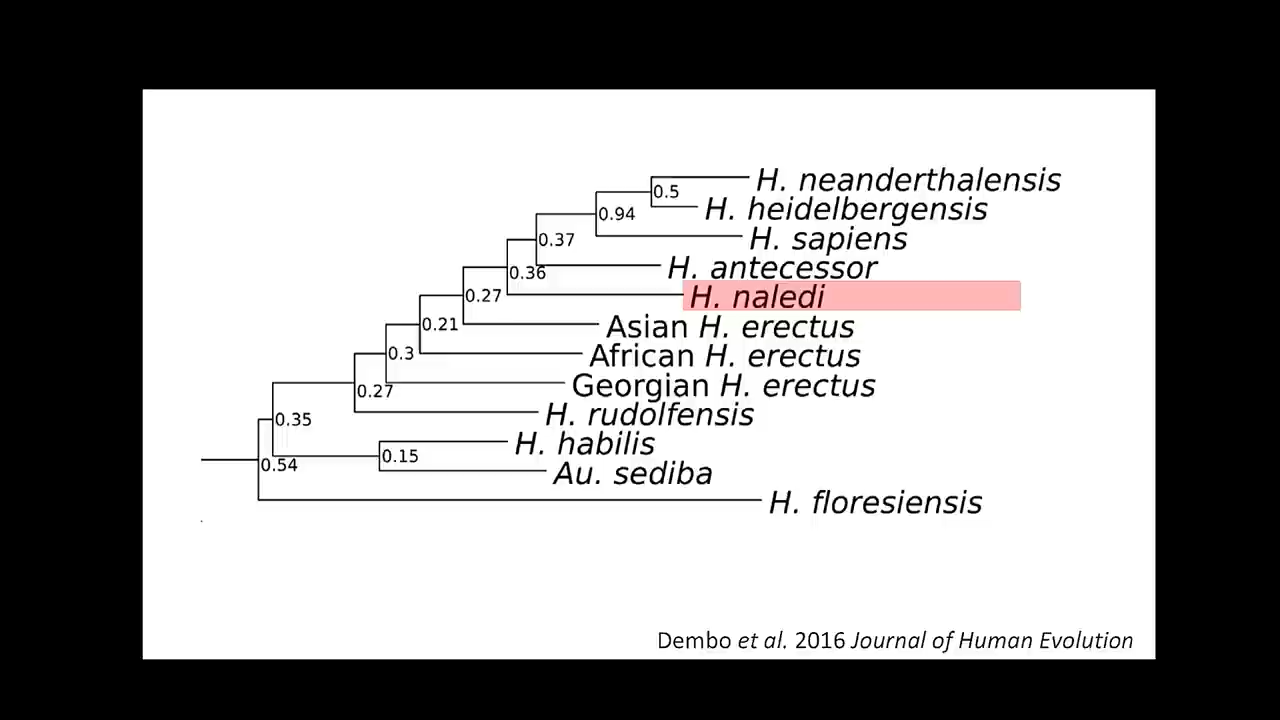 H. neanderthalensis
0.5
H. heidelbergensis
0.94
H. sapiens
0.37
H. antecessor
0.36
H. naledi
0.27
Asian H. erectus
0.21
African H. erectus
0.3
Georgian H. erectus
0.27
H. rudolfensis
0.35
H. habilis
0.15
Au. sediba
0.54
H. floresiensis
Dembo et al. 2016 Journal of Human Evolution